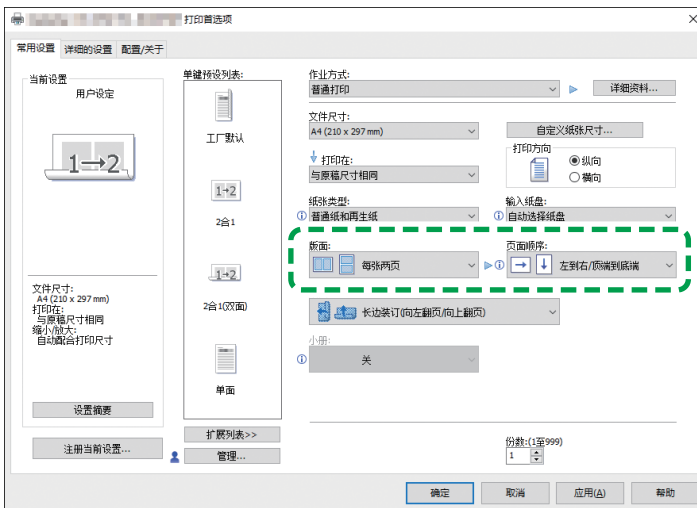 打印首选项
常用设置 详细的设置 配置/关于
当前设置
用户设定
1→2
文件尺寸:
A4 (210 x 297 mm)
打印在:
与原稿尺寸相同
缩小/放大:
自动配合打印尺寸
设置摘要
注册当前设置...
单键预设列表:
工厂默认
1→2
2合1
1→2
2合1(双面)
单面
扩展列表>>
管理...
作业方式:
普通打印
详细资料...
文件尺寸:
A4 (210 x 297 mm)
自定义纸张尺寸...
打印在:
与原稿尺寸相同
打印方向
纵向
横向
纸张类型:
普通纸和再生纸
输入纸盘:
自动选择纸盘
版面:
每张两页
页面顺序:
左到右/顶端到底端
长边装订(向左翻页/向上翻页)
小册:
关
份数:(1至999)
1
确定 取消 应用(A) 帮助